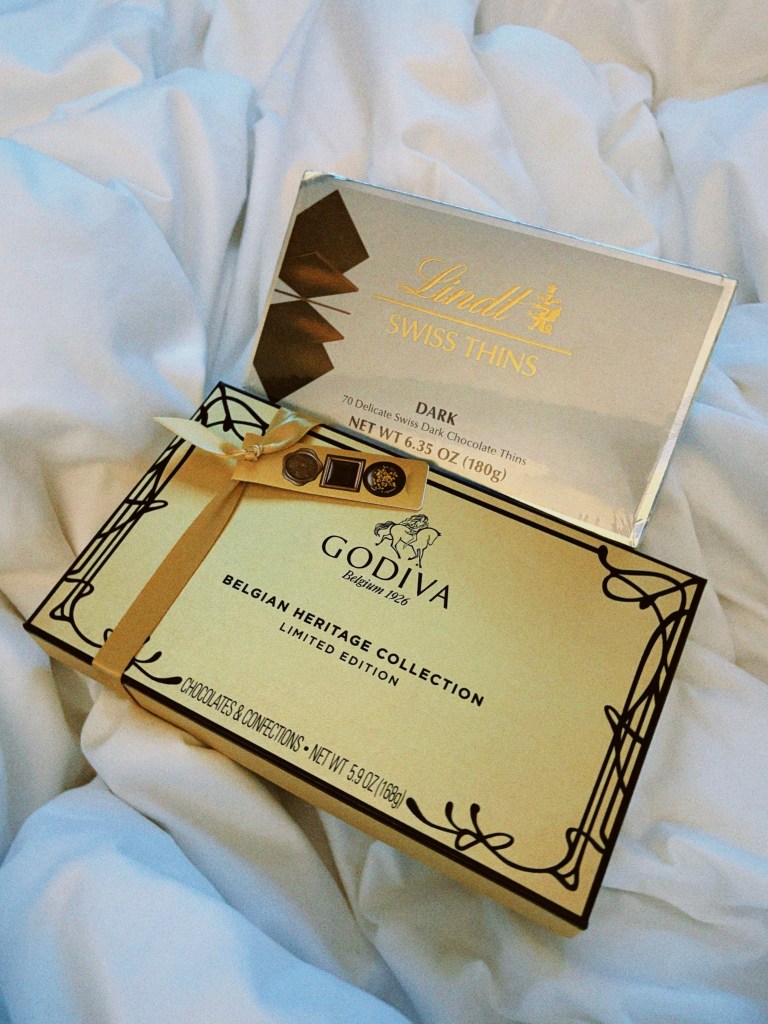 Lindt
SWISS THINS
DARK
70 Delicate Swiss Dark Chocolate Thins
NET WT 6.35 OZ (180g)
GODIVA
Belgium 1926
BELGIAN HERITAGE COLLECTION
LIMITED EDITION
CHOCOLATES & CONFECTIONS • NET WT 5.9 OZ (168g)